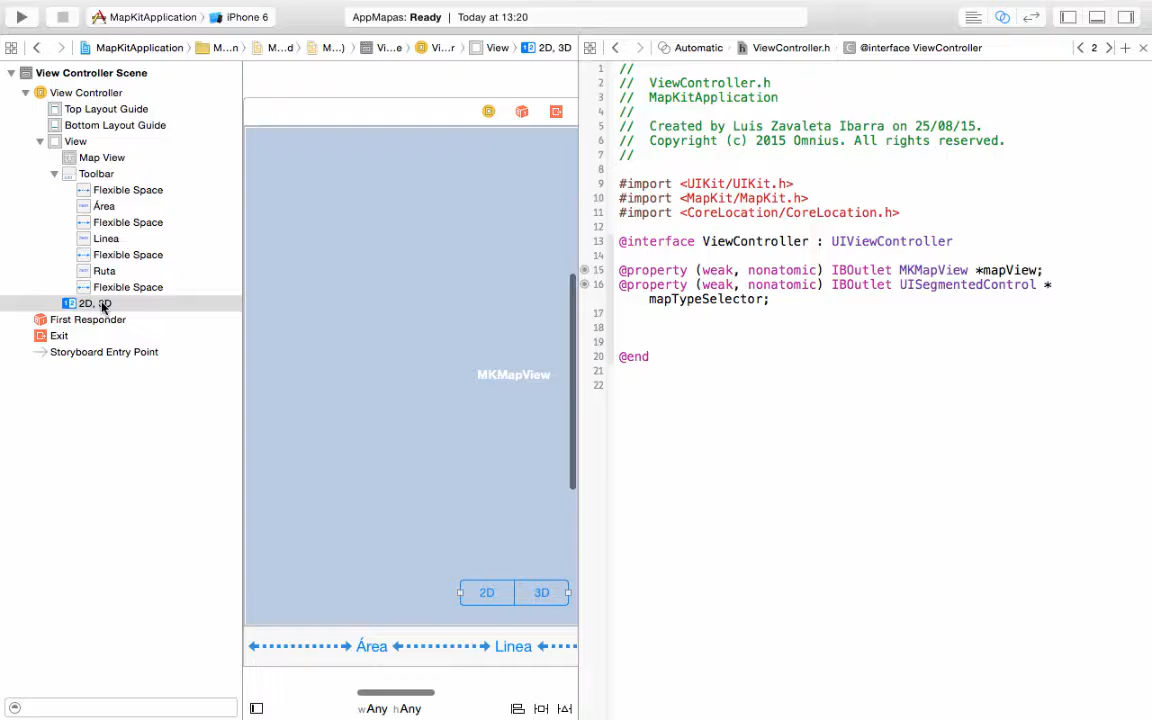 MapKitApplication
iPhone 6
AppMapas: Ready | Today at 13:20
MapKitApplication
M...n
M...d
M...)
Vi...e
Vi...r
View
2D, 3D
Automatic
ViewController.h
@interface ViewController
2
View Controller Scene
View Controller
Top Layout Guide
Bottom Layout Guide
View
Map View
Toolbar
Flexible Space
Área
Flexible Space
Linea
Flexible Space
Ruta
Flexible Space
2D, 3D
First Responder
Exit
Storyboard Entry Point
MKMapView
2D 3D
Área Linea
wAny hAny
1 //
2 // ViewController.h
3 // MapKitApplication
4 //
5 // Created by Luis Zavaleta Ibarra on 25/08/15.
6 // Copyright (c) 2015 Omnius. All rights reserved.
7 //
8
9 #import <UIKit/UIKit.h>
10 #import <MapKit/MapKit.h>
11 #import <CoreLocation/CoreLocation.h>
12
13 @interface ViewController : UIViewController
14
15 @property (weak, nonatomic) IBOutlet MKMapView *mapView;
16 @property (weak, nonatomic) IBOutlet UISegmentedControl *
mapTypeSelector;
17
18
19
20 @end
21
22